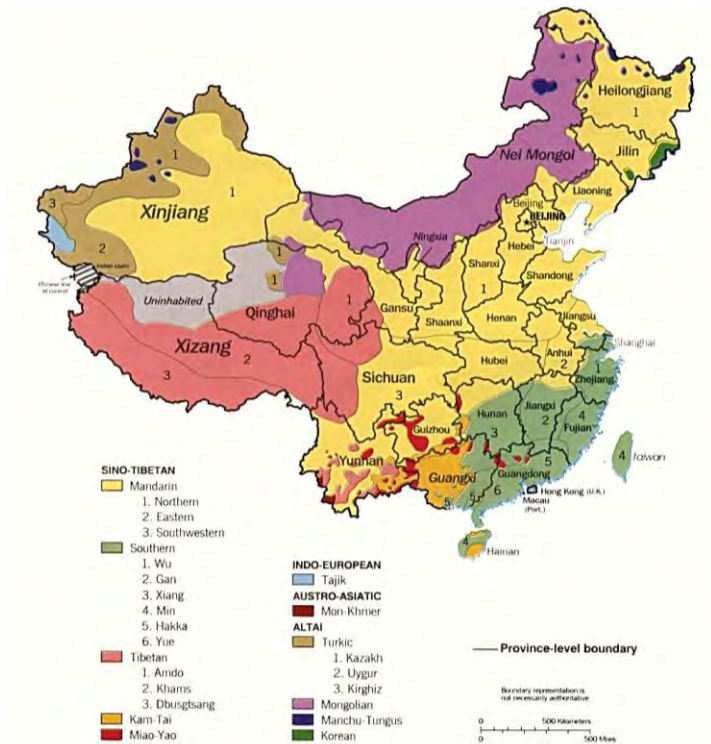 Heilongjiang
1
Nei Mongol
Jilin
1
3
1
Xinjiang
Liaoning
Beijing
BEIJING
2
Ningxia
Hebei
Tianjin
1
Shanxi
1
Shandong
Uninhabited
1
Qinghai
1
Gansu
Shaanxi
Henan
Jiangsu
Xizang
2
Shanghai
3
Sichuan
3
Hubei
Anhui
2
1
Zhejiang
Guizhou
Hunan
3
Jiangxi
2
4
Fujian
Yunnan
Guangxi
Guangdong
5
4
Taiwan
5
5
6
Hong Kong (U.K.)
Macau
(Port.)
4
Hainan
SINO-TIBETAN
Mandarin
1. Northern
2. Eastern
3. Southwestern
Southern
1. Wu
2. Gan
3. Xiang
4. Min
5. Hakka
6. Yue
Tibetan
1. Amdo
2. Khams
3. Dbusgtsang
Kam-Tai
Miao-Yao
INDO-EUROPEAN
Tajik
AUSTRO-ASIATIC
Mon-Khmer
ALTAI
Turkic
1. Kazakh
2. Uygur
3. Kirghiz
Mongolian
Manchu-Tungus
Korean
Province-level boundary
Boundary representation is
not necessarily authoritative
0 500 Kilometers
0 500 Miles